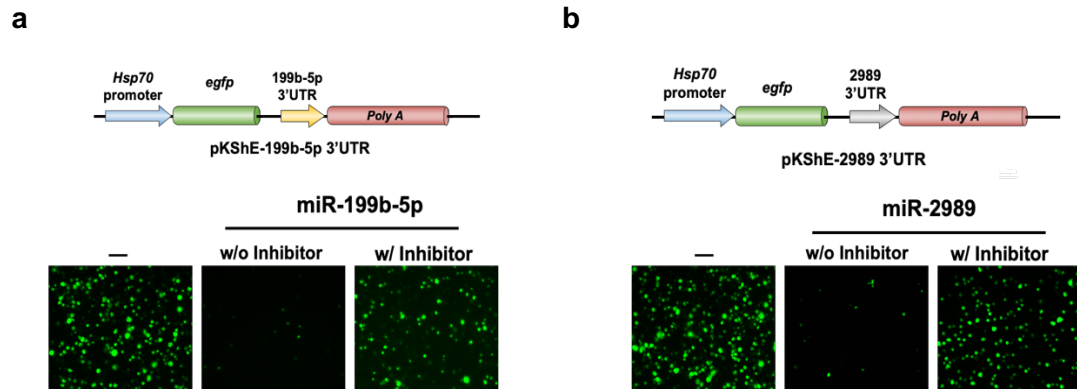 a
Hsp70
promoter
egfp
199b-5p
3'UTR
Poly A
pKShE-199b-5p 3'UTR
miR-199b-5p
—
w/o Inhibitor
w/ Inhibitor
b
Hsp70
promoter
egfp
2989
3'UTR
Poly A
pKShE-2989 3'UTR
miR-2989
—
w/o Inhibitor
w/ Inhibitor